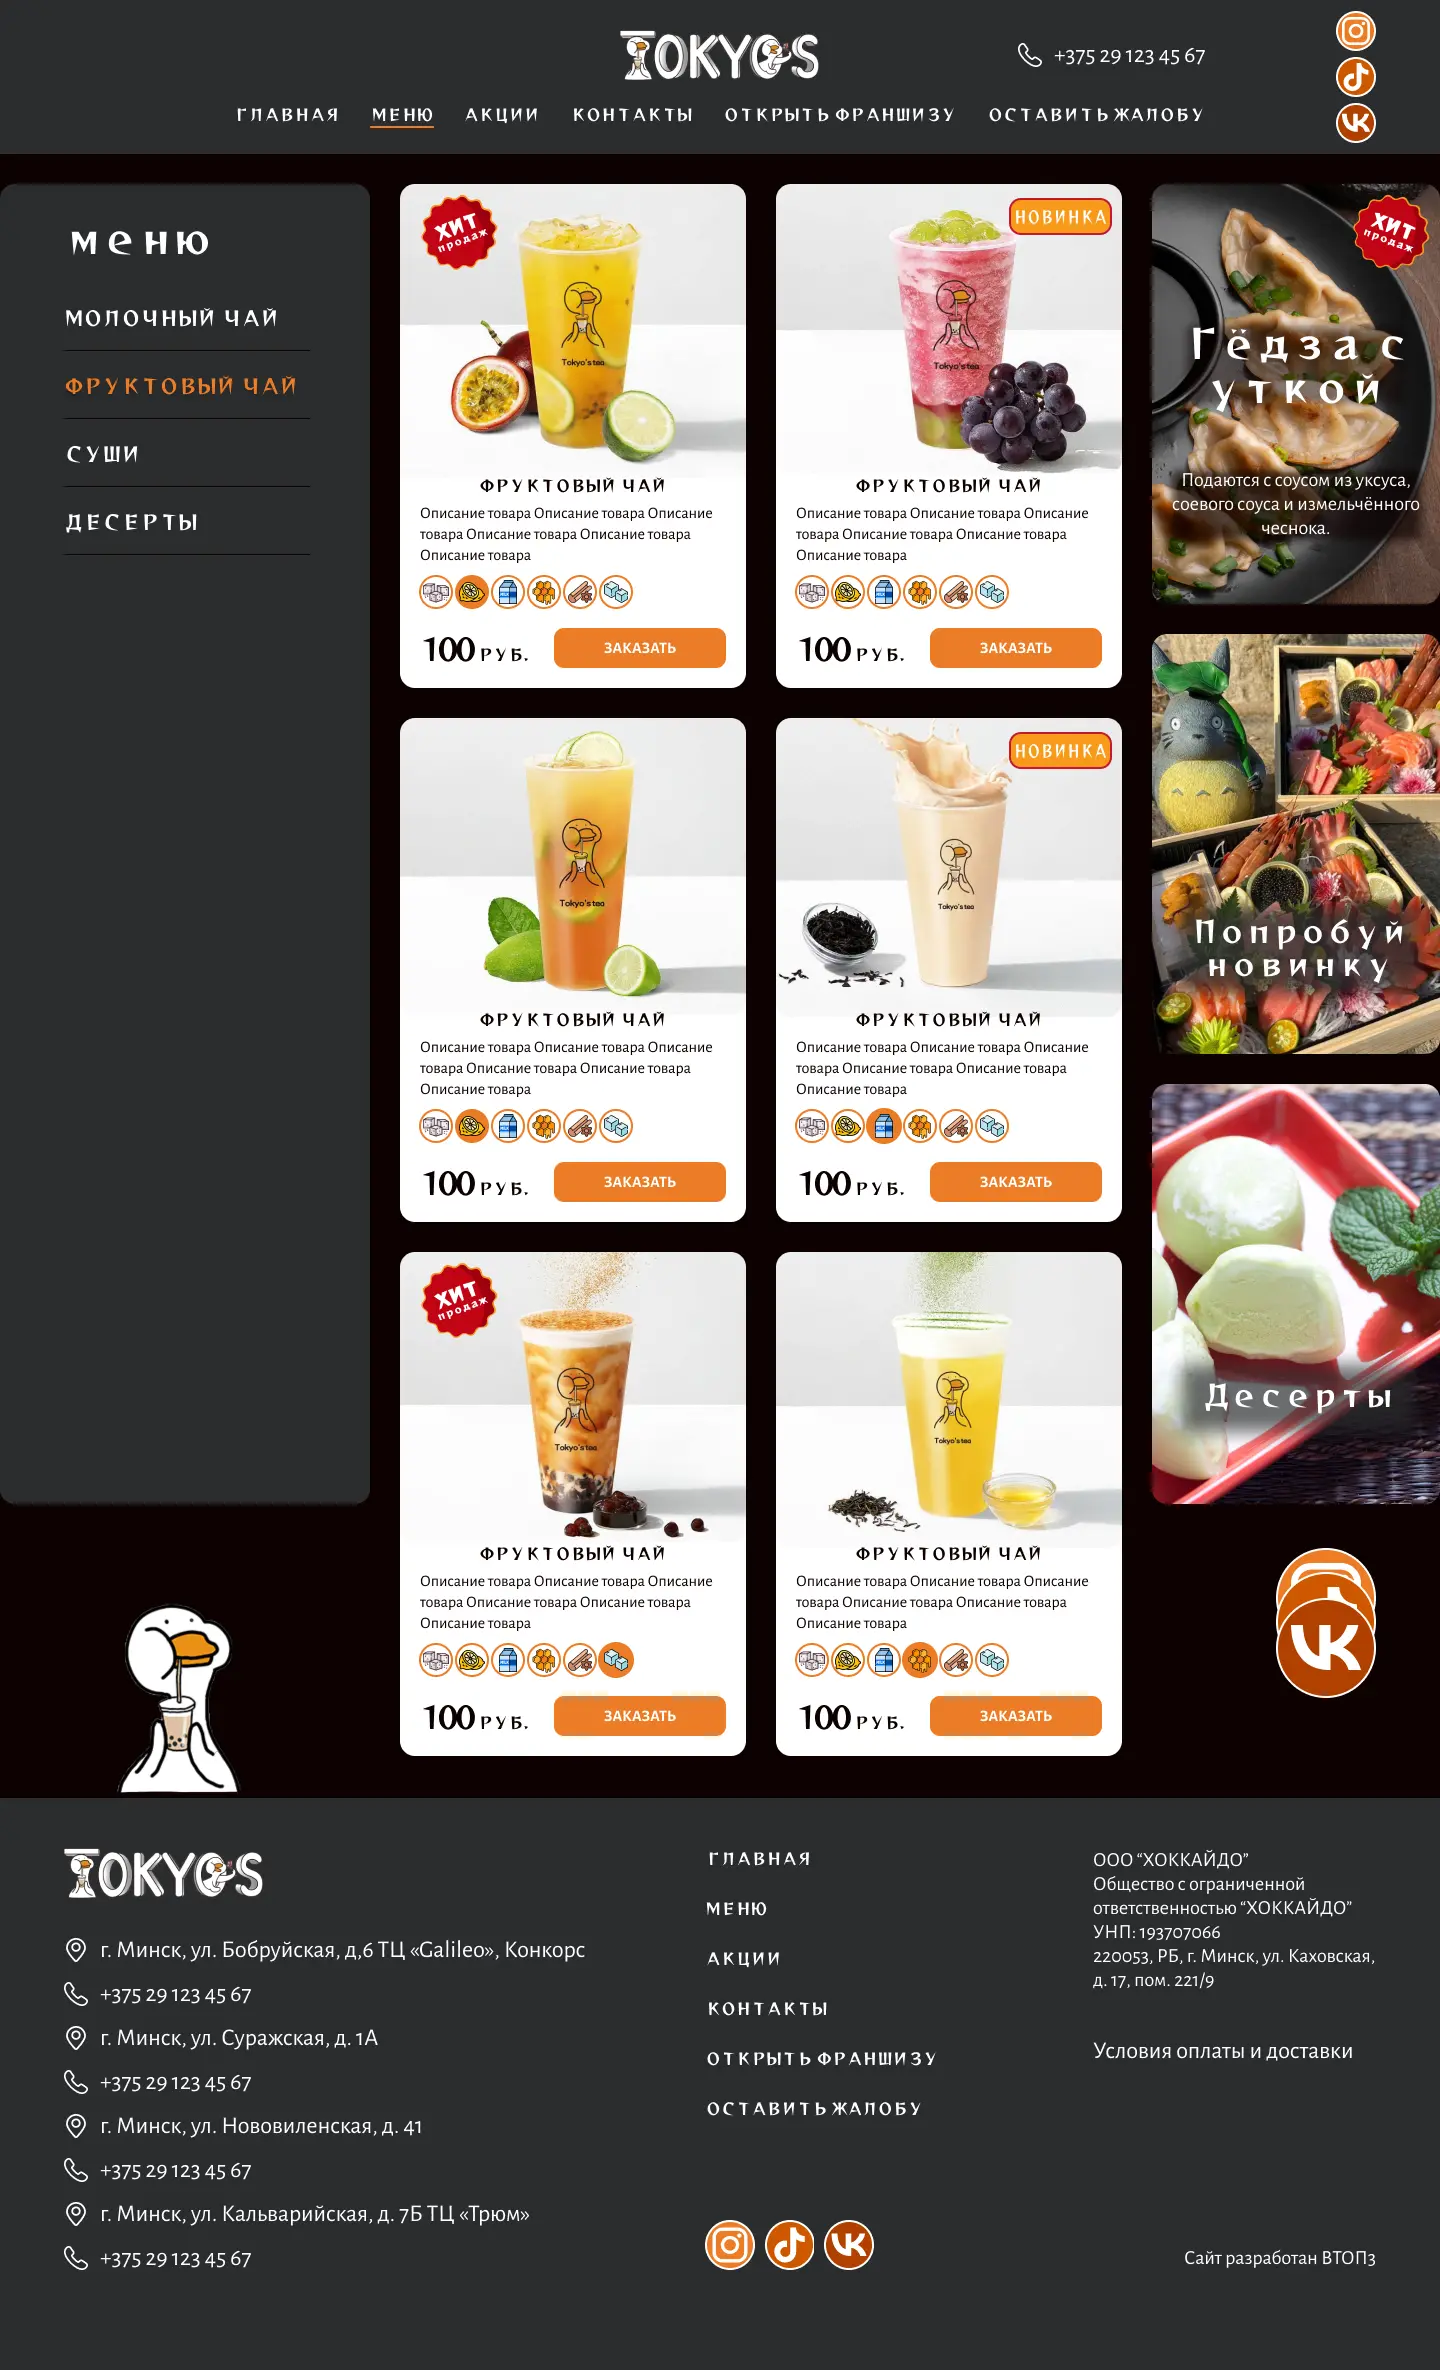 TOKYO'S
+375 29 123 45 67
ГЛАВНАЯ МЕНЮ АКЦИИ КОНТАКТЫ ОТКРЫТЬ ФРАНШИЗУ ОСТАВИТЬ ЖАЛОБУ
меню
МОЛОЧНЫЙ ЧАЙ
ФРУКТОВЫЙ ЧАЙ
СУШИ
ДЕСЕРТЫ
ХИТ
продаж
Tokyo's tea
ФРУКТОВЫЙ ЧАЙ
Описание товара Описание товара Описание
товара Описание товара Описание товара
Описание товара
100 РУБ.
ЗАКАЗАТЬ
НОВИНКА
Tokyo's tea
ФРУКТОВЫЙ ЧАЙ
Описание товара Описание товара Описание
товара Описание товара Описание товара
Описание товара
100 РУБ.
ЗАКАЗАТЬ
Tokyo's tea
ФРУКТОВЫЙ ЧАЙ
Описание товара Описание товара Описание
товара Описание товара Описание товара
Описание товара
100 РУБ.
ЗАКАЗАТЬ
НОВИНКА
Tokyo's tea
ФРУКТОВЫЙ ЧАЙ
Описание товара Описание товара Описание
товара Описание товара Описание товара
Описание товара
100 РУБ.
ЗАКАЗАТЬ
ХИТ
продаж
Tokyo's tea
ФРУКТОВЫЙ ЧАЙ
Описание товара Описание товара Описание
товара Описание товара Описание товара
Описание товара
100 РУБ.
ЗАКАЗАТЬ
Tokyo's tea
ФРУКТОВЫЙ ЧАЙ
Описание товара Описание товара Описание
товара Описание товара Описание товара
Описание товара
100 РУБ.
ЗАКАЗАТЬ
ХИТ
продаж
Гёдза с
уткой
Подаются с соусом из уксуса,
соевого соуса и измельчённого
чеснока.
Попробуй
новинку
Десерты
TOKYO'S
г. Минск, ул. Бобруйская, д,6 ТЦ «Galileo», Конкорс
+375 29 123 45 67
г. Минск, ул. Суражская, д. 1А
+375 29 123 45 67
г. Минск, ул. Нововиленская, д. 41
+375 29 123 45 67
г. Минск, ул. Кальварийская, д. 7Б ТЦ «Трюм»
+375 29 123 45 67
ГЛАВНАЯ
МЕНЮ
АКЦИИ
КОНТАКТЫ
ОТКРЫТЬ ФРАНШИЗУ
ОСТАВИТЬ ЖАЛОБУ
ООО “ХОККАЙДО”
Общество с ограниченной
ответственностью “ХОККАЙДО”
УНП: 193707066
220053, РБ, г. Минск, ул. Каховская,
д. 17, пом. 221/9
Условия оплаты и доставки
Сайт разработан ВТОП3